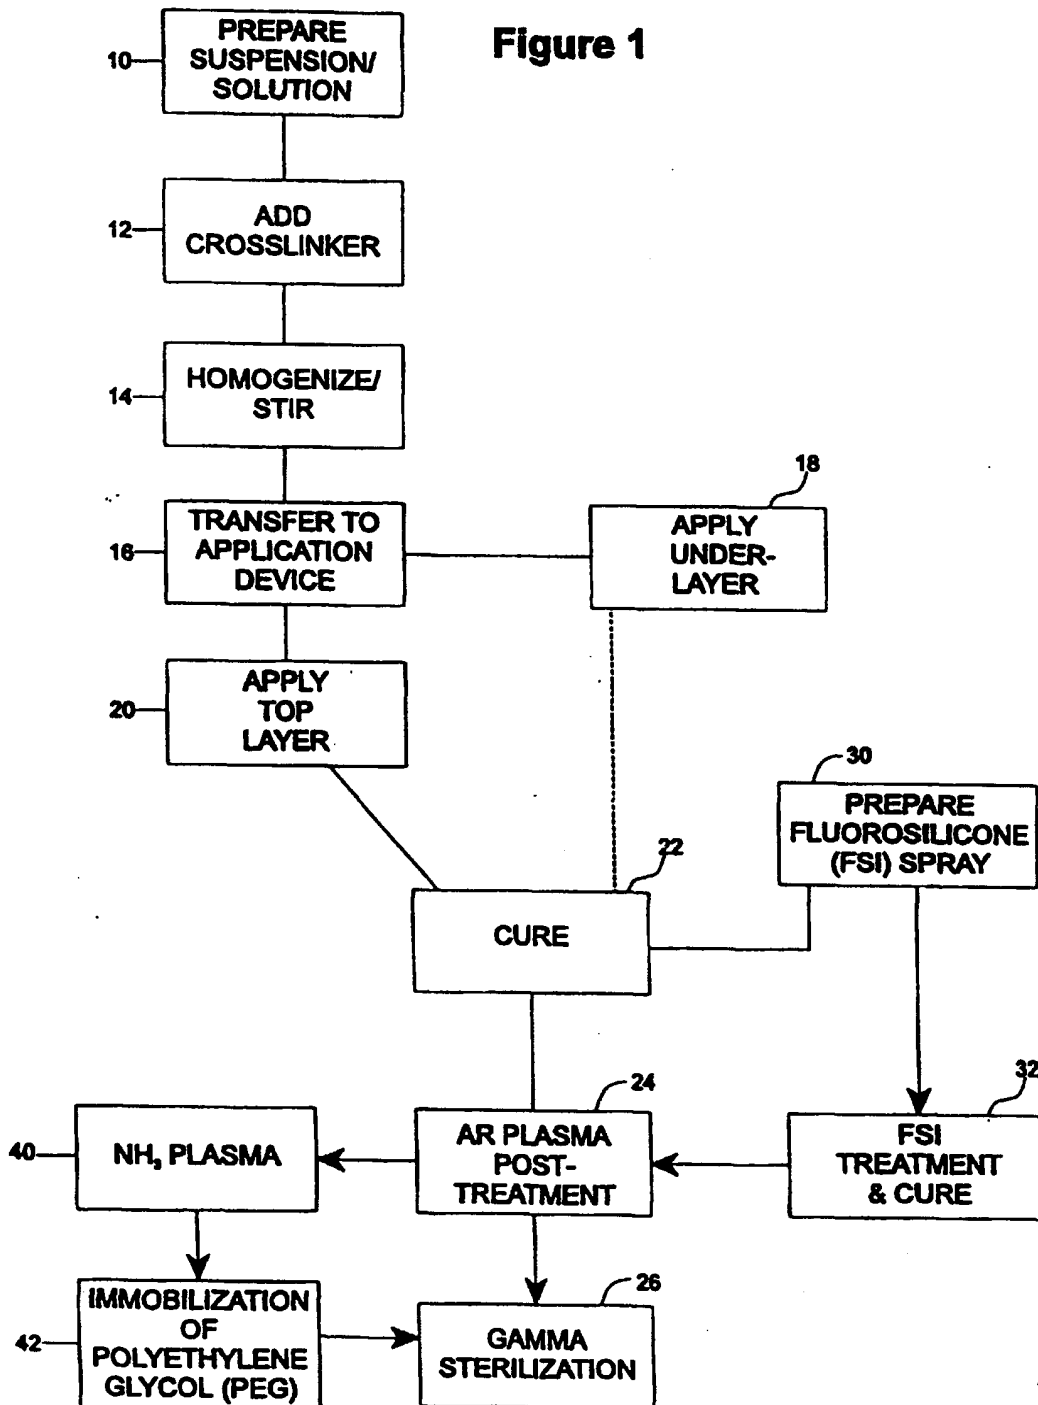 Figure 1
10
PREPARE
SUSPENSION/
SOLUTION
12
ADD
CROSSLINKER
14
HOMOGENIZE/
STIR
16
TRANSFER TO
APPLICATION
DEVICE
18
APPLY
UNDER-
LAYER
20
APPLY
TOP
LAYER
30
PREPARE
FLUOROSILICONE
(FSI) SPRAY
22
CURE
24
AR PLASMA
POST-
TREATMENT
32
FSI
TREATMENT
& CURE
40
NH₃ PLASMA
42
IMMOBILIZATION
OF
POLYETHYLENE
GLYCOL (PEG)
26
GAMMA
STERILIZATION